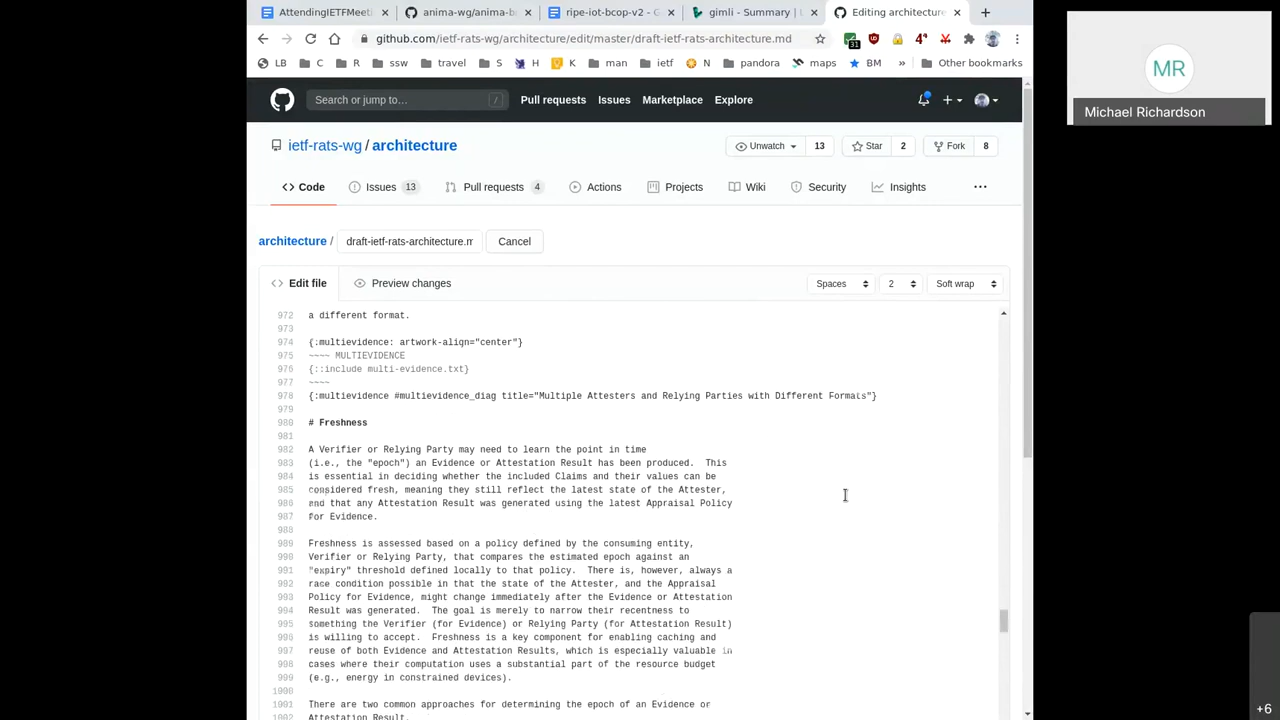 AttendingIETFMeeti
anima-wg/anima-b
ripe-iot-bcop-v2 - G
gimli - Summary | L
Editing architecture
github.com/ietf-rats-wg/architecture/edit/master/draft-ietf-rats-architecture.md
31
LB C R ssw travel S H K man ietf N pandora maps BM » Other bookmarks
Search or jump to… /
Pull requests Issues Marketplace Explore
ietf-rats-wg / architecture
Unwatch 13 Star 2 Fork 8
Code Issues 13 Pull requests 4 Actions Projects Wiki Security Insights
architecture / draft-ietf-rats-architecture.m Cancel
Edit file Preview changes Spaces 2 Soft wrap
972 a different format.
973
974 {:multievidence: artwork-align="center"}
975 ~~~~ MULTIEVIDENCE
976 {::include multi-evidence.txt}
977 ~~~~
978 {:multievidence #multievidence_diag title="Multiple Attesters and Relying Parties with Different Formats"}
979
980 # Freshness
981
982 A Verifier or Relying Party may need to learn the point in time
983 (i.e., the "epoch") an Evidence or Attestation Result has been produced.  This
984 is essential in deciding whether the included Claims and their values can be
985 considered fresh, meaning they still reflect the latest state of the Attester,
986 and that any Attestation Result was generated using the latest Appraisal Policy
987 for Evidence.
988
989 Freshness is assessed based on a policy defined by the consuming entity,
990 Verifier or Relying Party, that compares the estimated epoch against an
991 "expiry" threshold defined locally to that policy.  There is, however, always a
992 race condition possible in that the state of the Attester, and the Appraisal
993 Policy for Evidence, might change immediately after the Evidence or Attestation
994 Result was generated.  The goal is merely to narrow their recentness to
995 something the Verifier (for Evidence) or Relying Party (for Attestation Result)
996 is willing to accept.  Freshness is a key component for enabling caching and
997 reuse of both Evidence and Attestation Results, which is especially valuable in
998 cases where their computation uses a substantial part of the resource budget
999 (e.g., energy in constrained devices).
1000
1001 There are two common approaches for determining the epoch of an Evidence or
1002 Attestation Result.
MR
Michael Richardson
+6